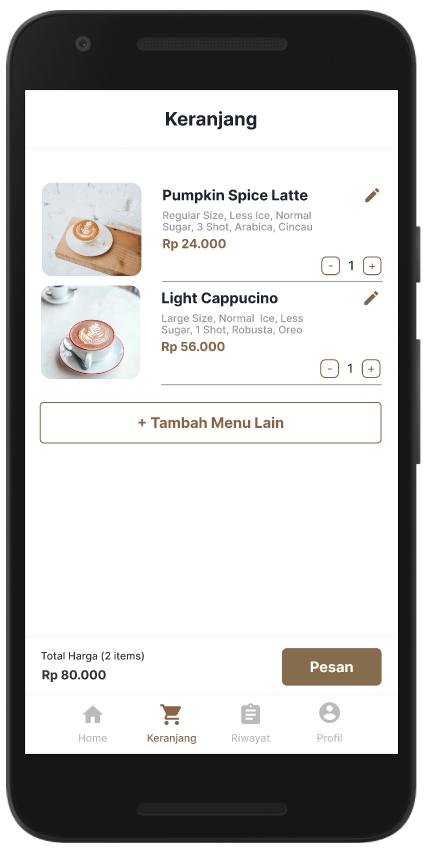 Keranjang
Pumpkin Spice Latte
Regular Size, Less Ice, Normal
Sugar, 3 Shot, Arabica, Cincau
Rp 24.000
- 1 +
Light Cappucino
Large Size, Normal  Ice, Less
Sugar, 1 Shot, Robusta, Oreo
Rp 56.000
- 1 +
+ Tambah Menu Lain
Total Harga (2 items)
Rp 80.000
Pesan
Home Keranjang Riwayat Profil